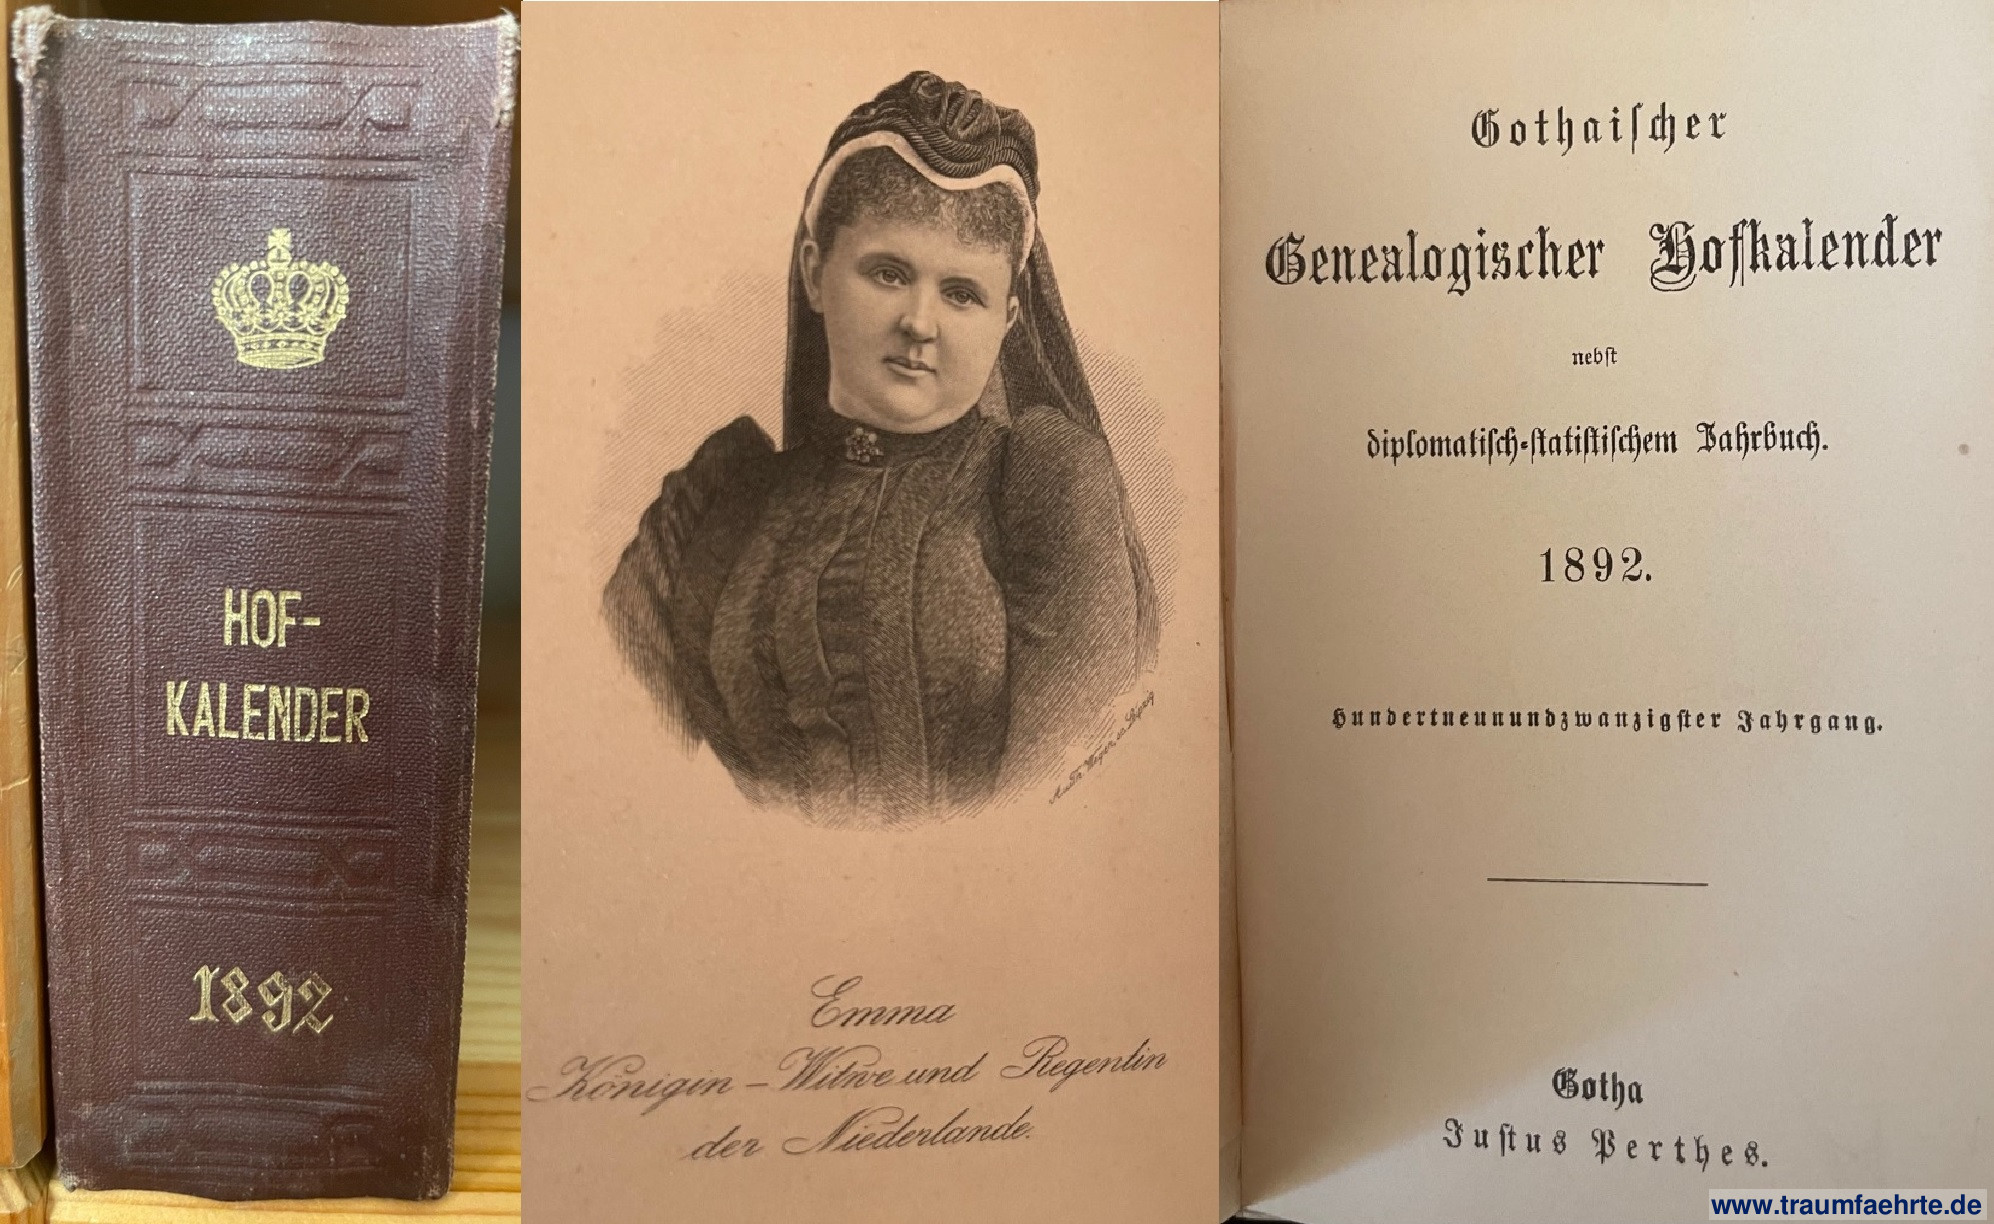 HOF-
KALENDER
1892
Emma
Königin – Witwe und Regentin
der Niederlande.
Gothaiſcher
Genealogischer Hofkalender
nebſt
diplomatiſch-ſtatiſtiſchem Jahrbuch.
1892.
Hundertneunundzwanzigſter Jahrgang.
Gotha
Juſtus Perthes.
www.traumfaehrte.de